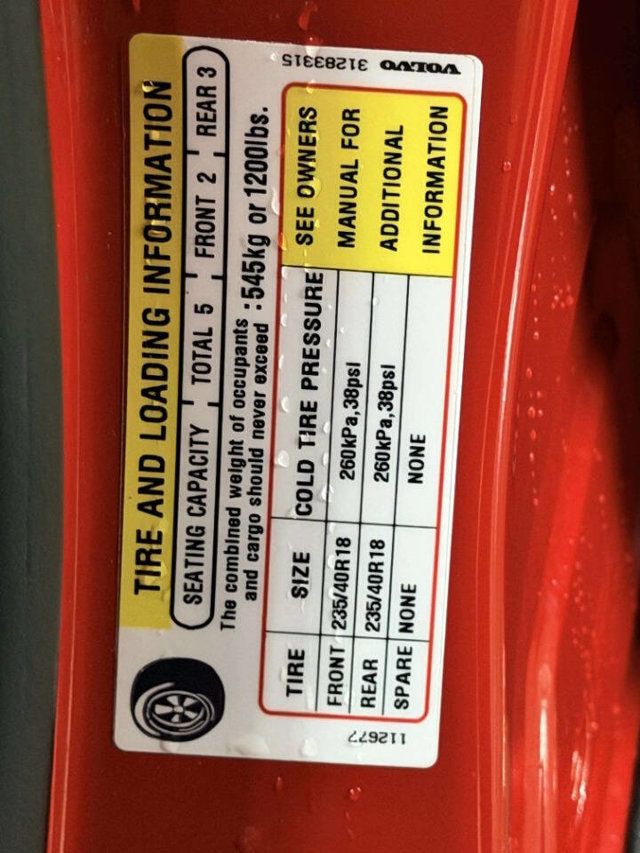 TIRE AND LOADING INFORMATION
SEATING CAPACITY TOTAL 5 FRONT 2 REAR 3
The combined weight of occupants
and cargo should never exceed :545kg or 1200lbs.
TIRE SIZE COLD TIRE PRESSURE
FRONT 235/40R18 260kPa,38psI
REAR 235/40R18 260kPa,38psI
SPARE NONE NONE
SEE OWNERS
MANUAL FOR
ADDITIONAL
INFORMATION
112677
VOLVO 31283315